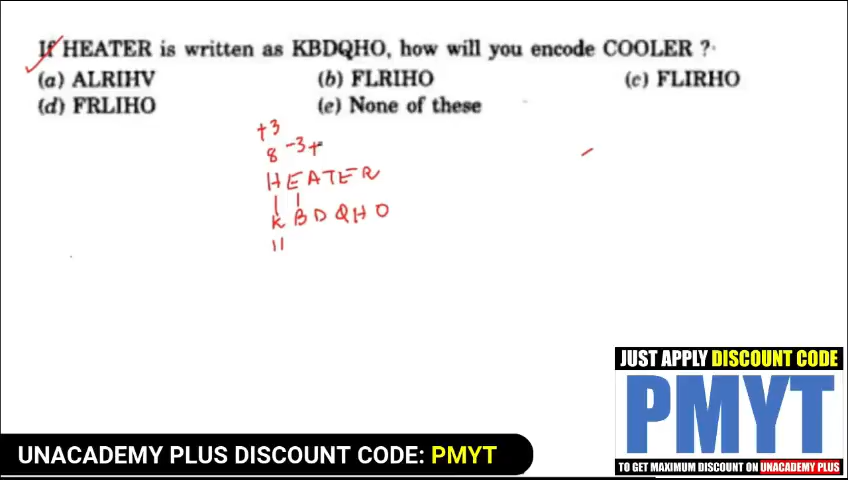 If HEATER is written as KBDQHO, how will you encode COOLER ?
(a) ALRIHV (b) FLRIHO (c) FLIRHO
(d) FRLIHO (e) None of these
+3
8 -3 +
HEATER
KBDQHO
11
JUST APPLY DISCOUNT CODE
PMYT
TO GET MAXIMUM DISCOUNT ON UNACADEMY PLUS
UNACADEMY PLUS DISCOUNT CODE: PMYT